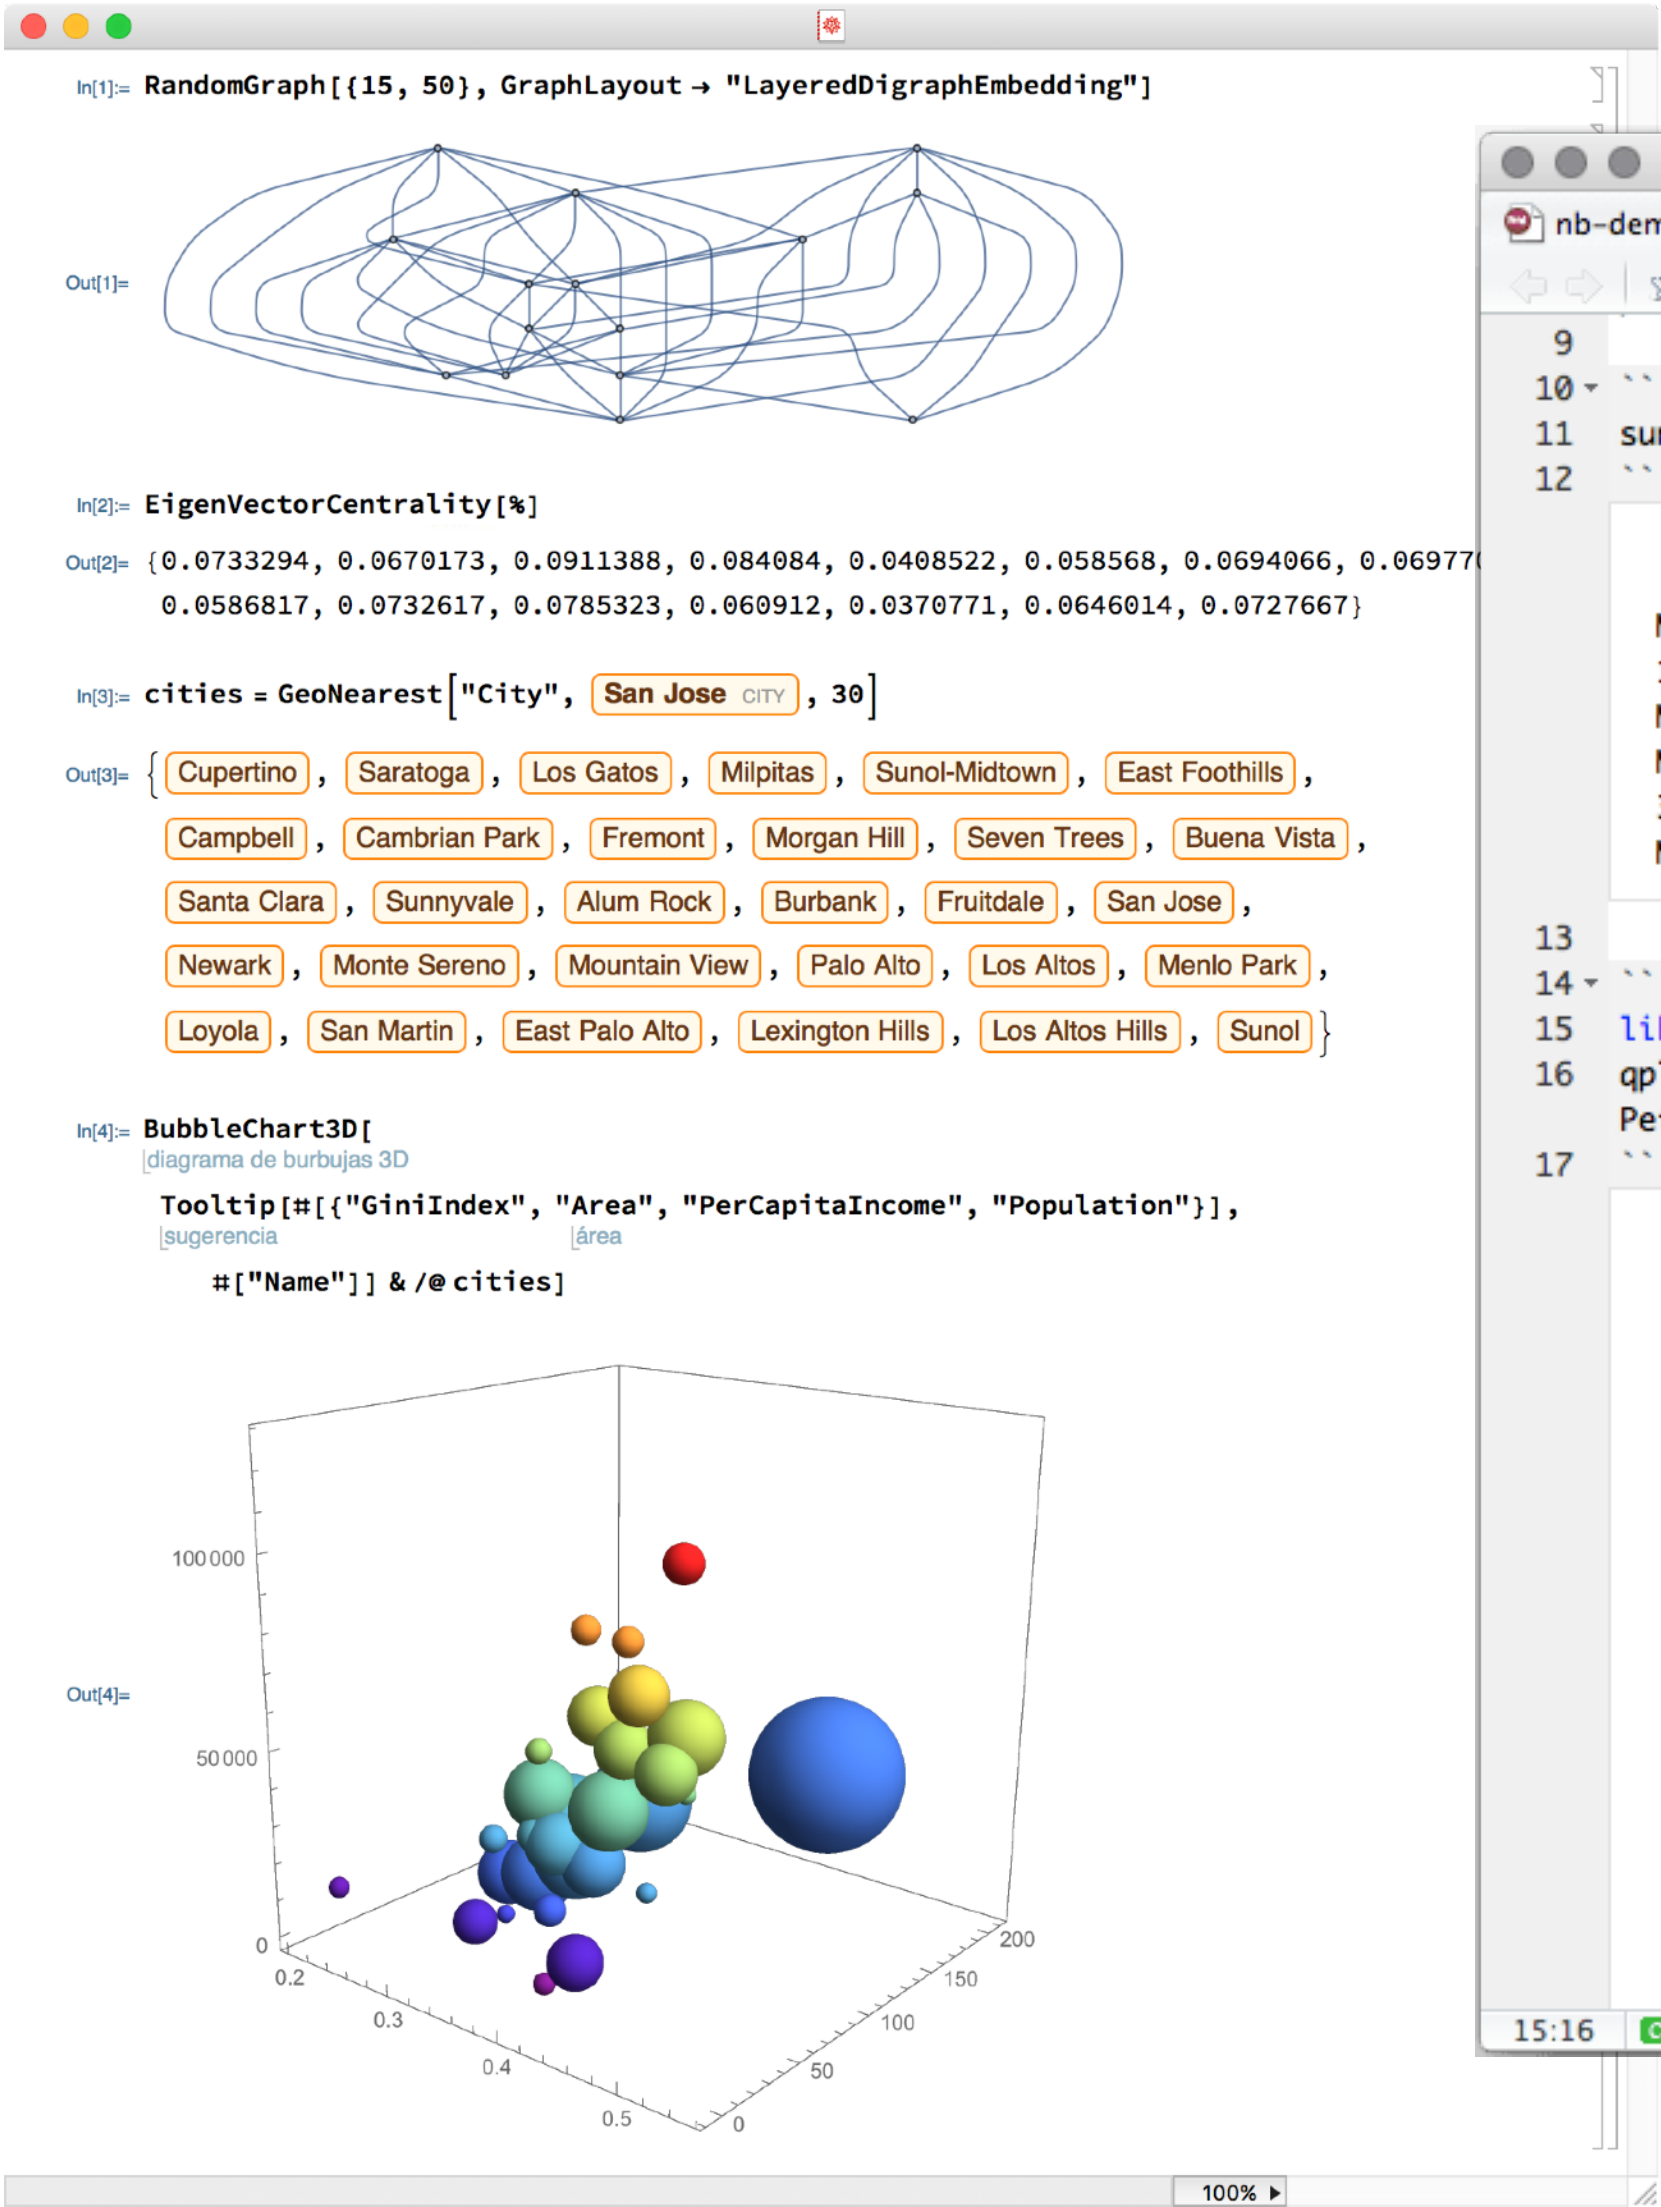 In[1]:= RandomGraph[{15, 50}, GraphLayout → "LayeredDigraphEmbedding"]
Out[1]=
In[2]:= EigenVectorCentrality[%]
Out[2]= {0.0733294, 0.0670173, 0.0911388, 0.084084, 0.0408522, 0.058568, 0.0694066, 0.06977
0.0586817, 0.0732617, 0.0785323, 0.060912, 0.0370771, 0.0646014, 0.0727667}
In[3]:= cities = GeoNearest["City", San Jose CITY , 30]
Out[3]= { Cupertino , Saratoga , Los Gatos , Milpitas , Sunol-Midtown , East Foothills ,
Campbell , Cambrian Park , Fremont , Morgan Hill , Seven Trees , Buena Vista ,
Santa Clara , Sunnyvale , Alum Rock , Burbank , Fruitdale , San Jose ,
Newark , Monte Sereno , Mountain View , Palo Alto , Los Altos , Menlo Park ,
Loyola , San Martin , East Palo Alto , Lexington Hills , Los Altos Hills , Sunol }
In[4]:= BubbleChart3D[
diagrama de burbujas 3D
Tooltip[#[{"GiniIndex", "Area", "PerCapitaIncome", "Population"}],
sugerencia área
#["Name"]] & /@ cities]
Out[4]=
100 000
50 000
0
0.2
0.3
0.4
0.5
0
50
100
150
200
100%
nb-dem
9
10 ``
11 su
12 ``
13
14 ``
15 li
16 qp
Pe
17 ``
15:16